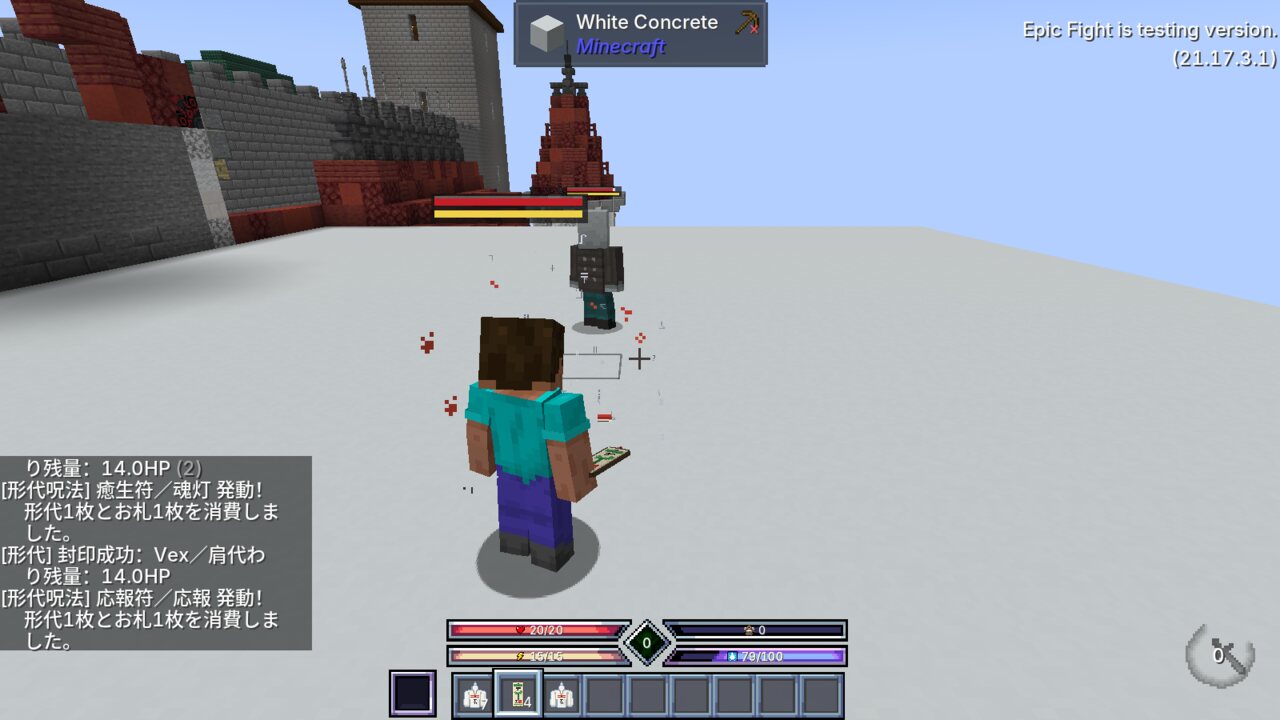 White Concrete
Minecraft
Epic Fight is testing version.
(21.17.3.1)
り残量: 14.0HP (2)
[形代呪法] 癒生符／魂灯 発動!
形代1枚とお札1枚を消費しま
した。
[形代] 封印成功: Vex／肩代わ
り残量: 14.0HP
[形代呪法] 応報符／応報 発動!
形代1枚とお札1枚を消費しま
した。
20/20
0
0
15/15
79/100
0
7
4